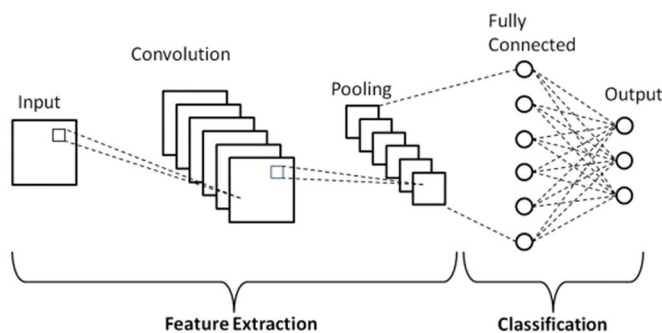 Fully
Connected
Convolution
Pooling
Input
Output
Feature Extraction
Classification